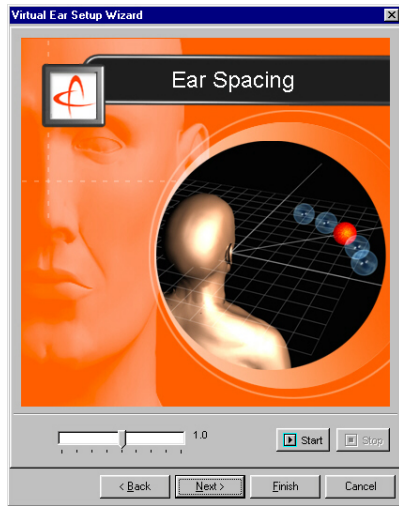 Virtual Ear Setup Wizard
Ear Spacing
1.0
Start
Stop
< Back
Next >
Finish
Cancel